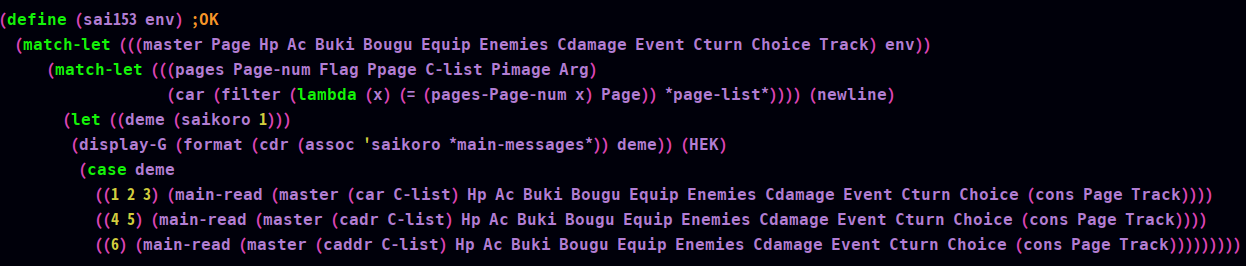 (define (sai153 env) ;OK
(match-let (((master Page Hp Ac Buki Bougu Equip Enemies Cdamage Event Cturn Choice Track) env))
(match-let (((pages Page-num Flag Ppage C-list Pimage Arg)
(car (filter (lambda (x) (= (pages-Page-num x) Page)) *page-list*)))) (newline)
(let ((deme (saikoro 1)))
(display-G (format (cdr (assoc 'saikoro *main-messages*)) deme)) (HEK)
(case deme
((1 2 3) (main-read (master (car C-list) Hp Ac Buki Bougu Equip Enemies Cdamage Event Cturn Choice (cons Page Track))))
((4 5) (main-read (master (cadr C-list) Hp Ac Buki Bougu Equip Enemies Cdamage Event Cturn Choice (cons Page Track))))
((6) (main-read (master (caddr C-list) Hp Ac Buki Bougu Equip Enemies Cdamage Event Cturn Choice (cons Page Track)))))))))